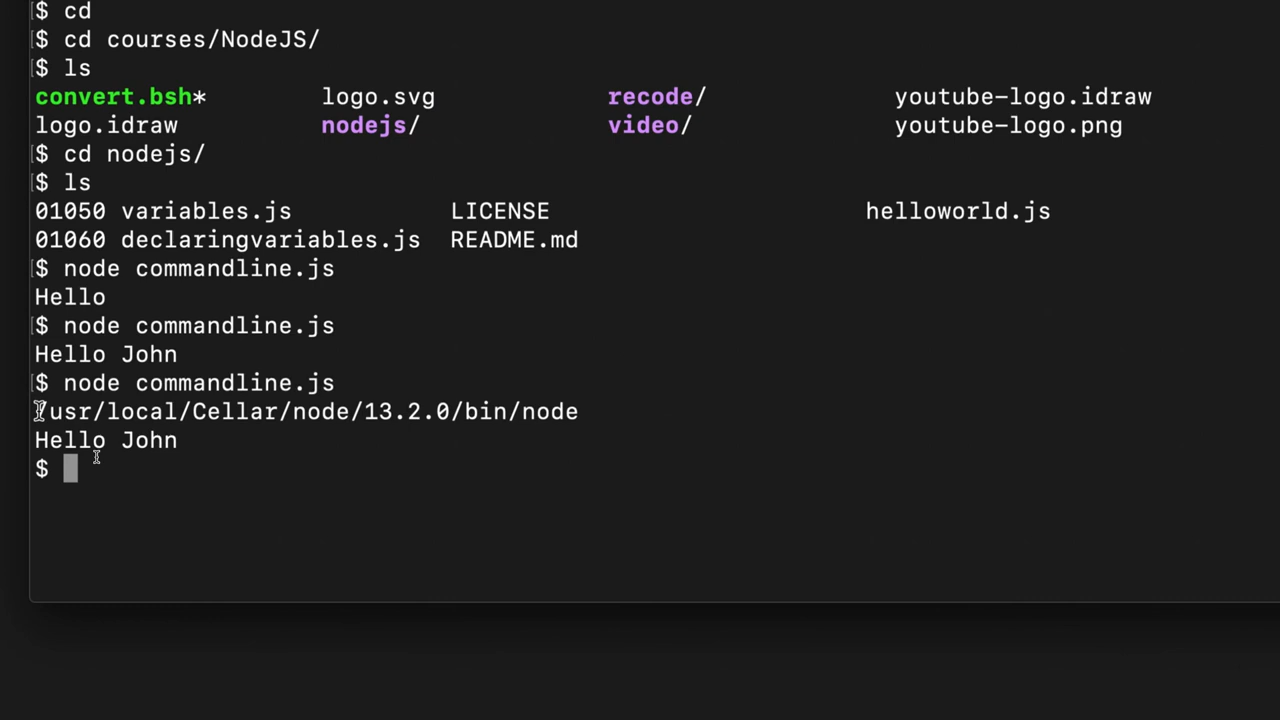 $ cd
$ cd courses/NodeJS/
$ ls
convert.bsh* logo.svg recode/ youtube-logo.idraw
logo.idraw nodejs/ video/ youtube-logo.png
$ cd nodejs/
$ ls
01050 variables.js LICENSE helloworld.js
01060 declaringvariables.js README.md
$ node commandline.js
Hello
$ node commandline.js
Hello John
$ node commandline.js
/usr/local/Cellar/node/13.2.0/bin/node
Hello John
$